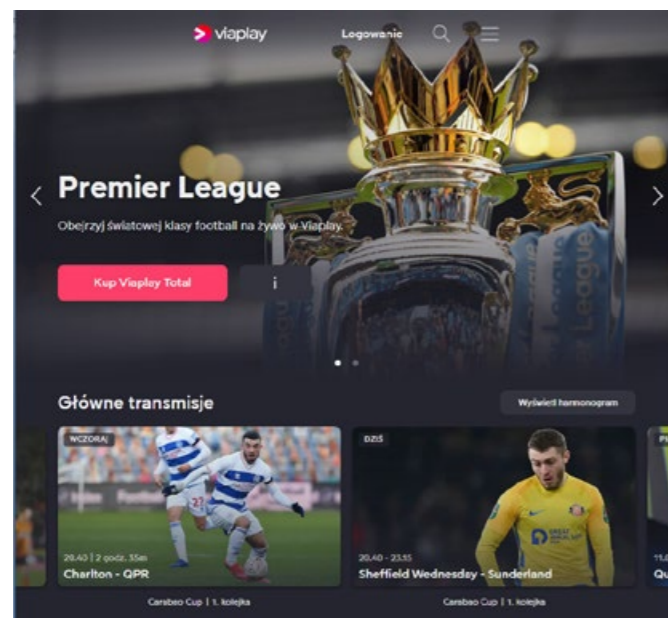 viaplay
Logowanie
Premier League
Obejrzyj światowej klasy football na żywo w Viaplay.
Kup Viaplay Total
i
Główne transmisje
Wyświetl harmonogram
WCZORAJ
20.40 | 2 godz. 35m
Charlton - QPR
Carabao Cup | 1. kolejka
DZIŚ
20.40 - 23.15
Sheffield Wednesday - Sunderland
Carabao Cup | 1. kolejka